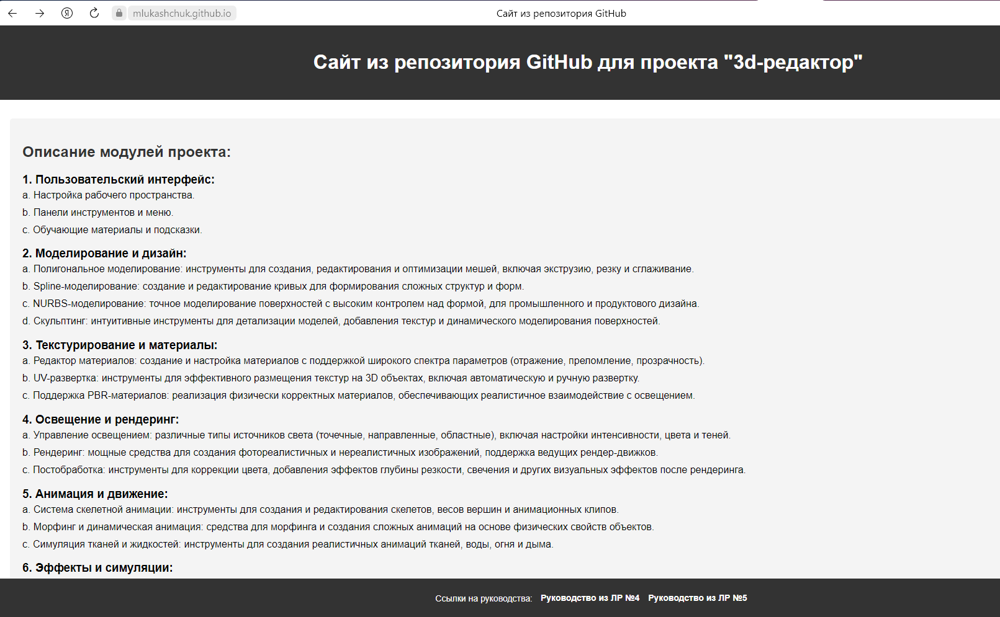 mlukashchuk.github.io
Сайт из репозитория GitHub
Сайт из репозитория GitHub для проекта "3d-редактор"
Описание модулей проекта:
1. Пользовательский интерфейс:
a. Настройка рабочего пространства.
b. Панели инструментов и меню.
c. Обучающие материалы и подсказки.
2. Моделирование и дизайн:
a. Полигональное моделирование: инструменты для создания, редактирования и оптимизации мешей, включая экструзию, резку и сглаживание.
b. Spline-моделирование: создание и редактирование кривых для формирования сложных структур и форм.
c. NURBS-моделирование: точное моделирование поверхностей с высоким контролем над формой, для промышленного и продуктового дизайна.
d. Скульптинг: интуитивные инструменты для детализации моделей, добавления текстур и динамического моделирования поверхностей.
3. Текстурирование и материалы:
a. Редактор материалов: создание и настройка материалов с поддержкой широкого спектра параметров (отражение, преломление, прозрачность).
b. UV-развертка: инструменты для эффективного размещения текстур на 3D объектах, включая автоматическую и ручную развертку.
c. Поддержка PBR-материалов: реализация физически корректных материалов, обеспечивающих реалистичное взаимодействие с освещением.
4. Освещение и рендеринг:
a. Управление освещением: различные типы источников света (точечные, направленные, областные), включая настройки интенсивности, цвета и теней.
b. Рендеринг: мощные средства для создания фотореалистичных и нереалистичных изображений, поддержка ведущих рендер-движков.
c. Постобработка: инструменты для коррекции цвета, добавления эффектов глубины резкости, свечения и других визуальных эффектов после рендеринга.
5. Анимация и движение:
a. Система скелетной анимации: инструменты для создания и редактирования скелетов, весов вершин и анимационных клипов.
b. Морфинг и динамическая анимация: средства для морфинга и создания сложных анимаций на основе физических свойств объектов.
c. Симуляция тканей и жидкостей: инструменты для создания реалистичных анимаций тканей, воды, огня и дыма.
6. Эффекты и симуляции:
Ссылки на руководства: Руководство из ЛР №4 Руководство из ЛР №5